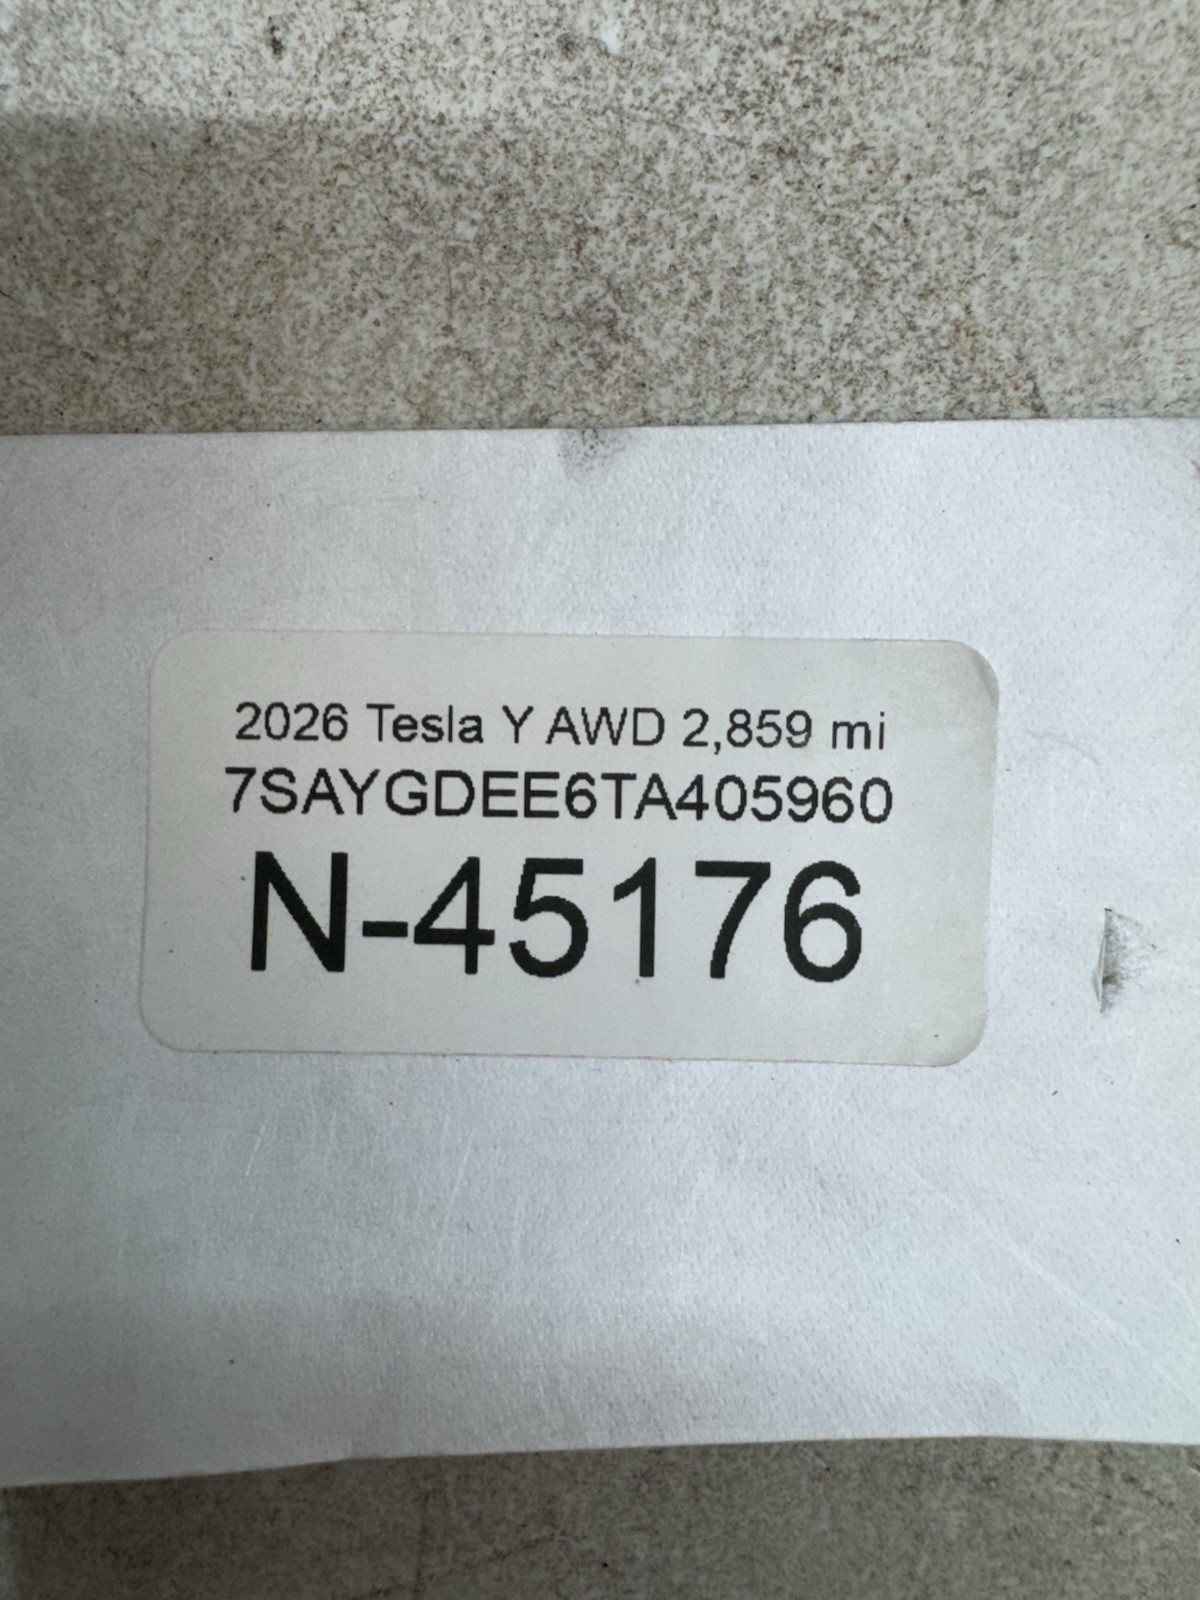 2026 Tesla Y AWD 2,859 mi
7SAYGDEE6TA405960
N-45176